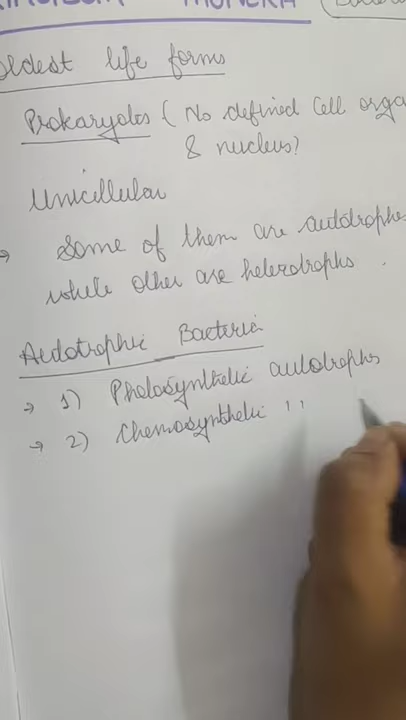 MONERA
oldest life forms
Prokaryotes ( No defined Cell orga
& nucleus?
Unicellular
→ Some of them are autotrophs
while other are heterotrophs .
Autotrophic Bacteria
→ 1) Photosynthetic autotrophs
→ 2) Chemosynthetic ''